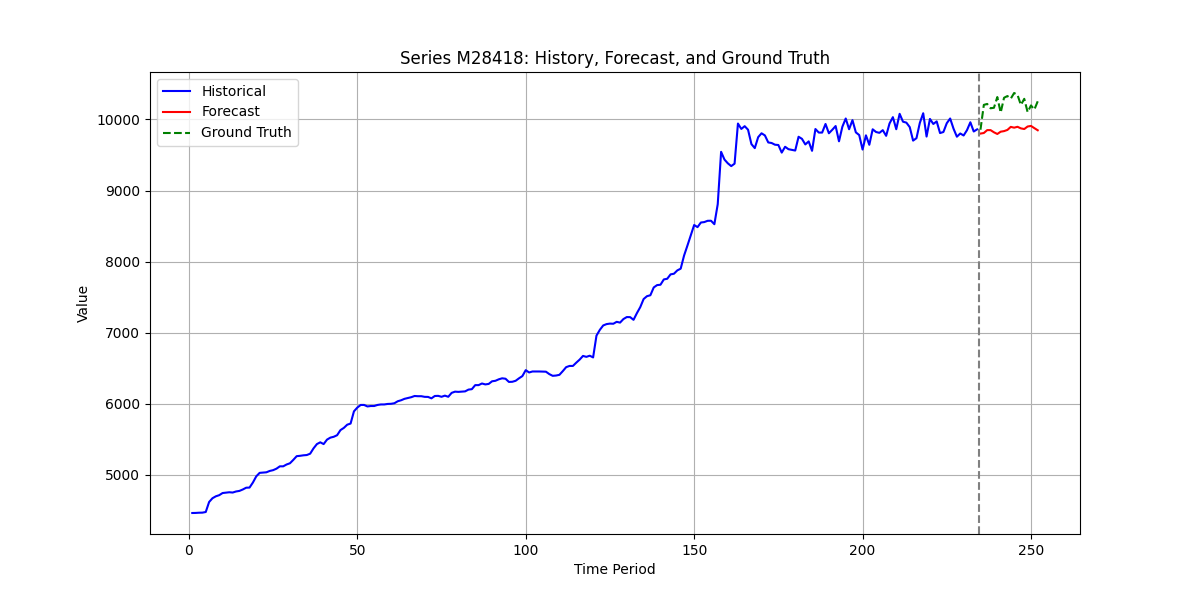 Series M28418: History, Forecast, and Ground Truth
Historical
Forecast
Ground Truth
10000
9000
8000
7000
6000
5000
Value
0
50
100
150
200
250
Time Period